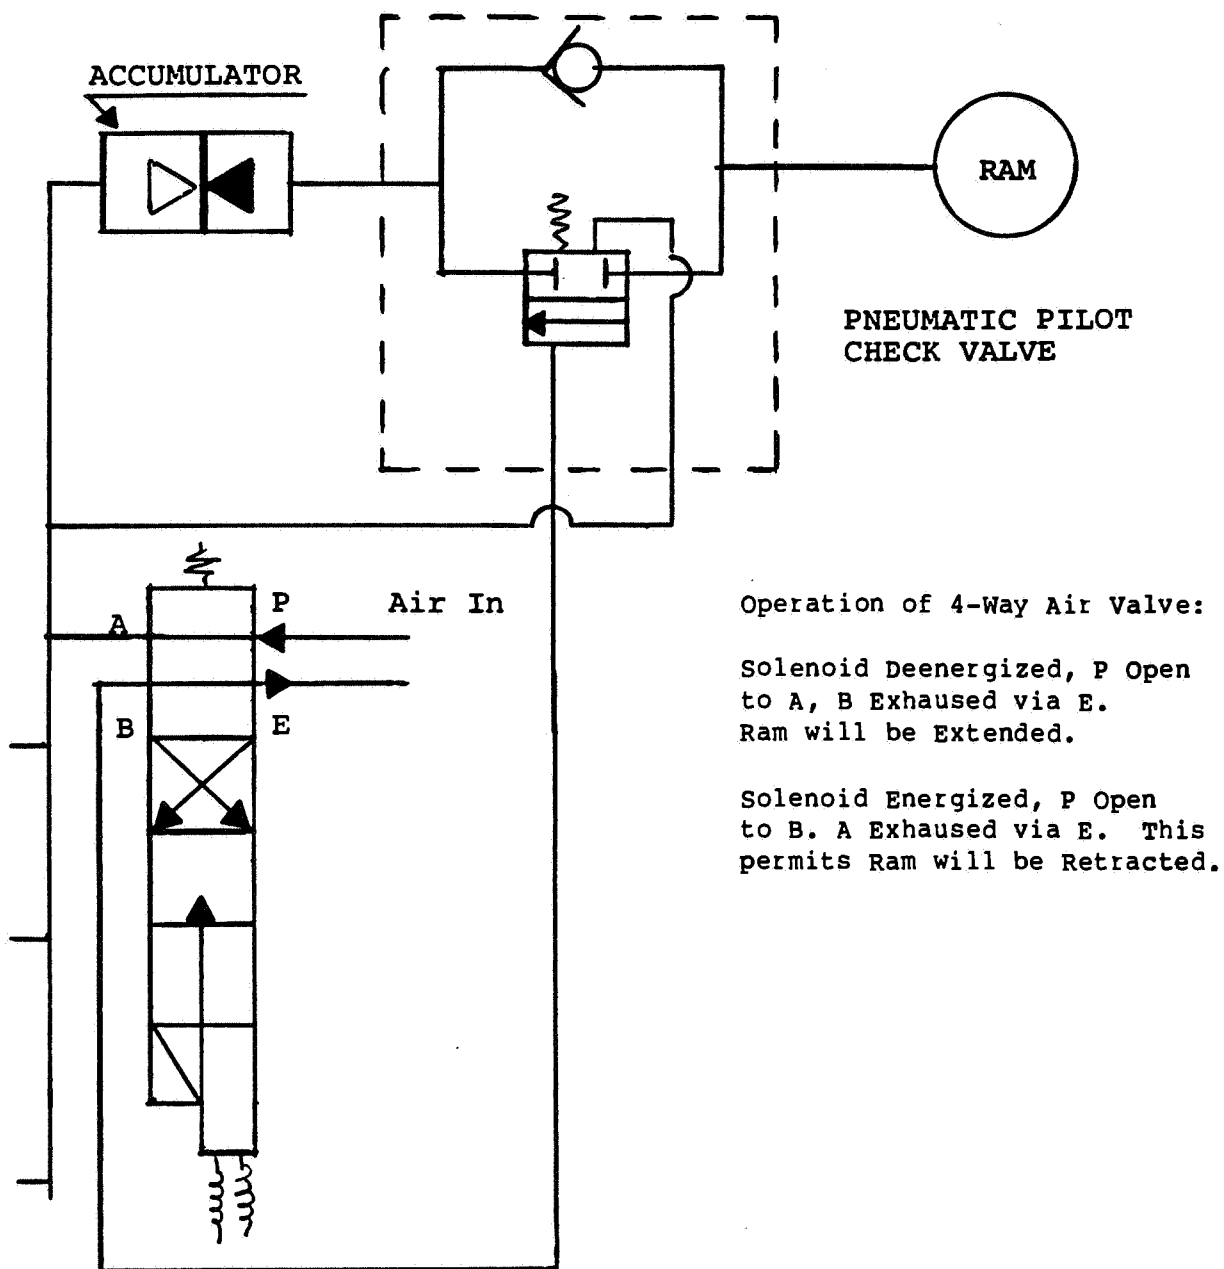 ACCUMULATOR
RAM
PNEUMATIC PILOT
CHECK VALVE
P
Air In
A
B
E
Operation of 4-Way Air Valve:
Solenoid Deenergized, P Open
to A, B Exhaused via E.
Ram will be Extended.
Solenoid Energized, P Open
to B. A Exhaused via E. This
permits Ram will be Retracted.